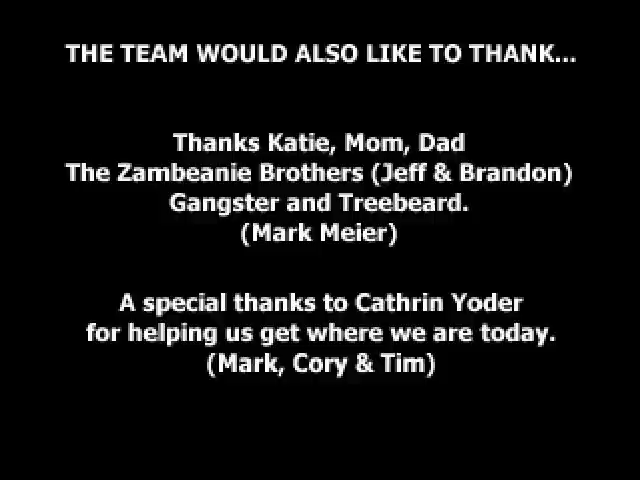 THE TEAM WOULD ALSO LIKE TO THANK...
Thanks Katie, Mom, Dad
The Zambeanie Brothers (Jeff & Brandon)
Gangster and Treebeard.
(Mark Meier)
A special thanks to Cathrin Yoder
for helping us get where we are today.
(Mark, Cory & Tim)